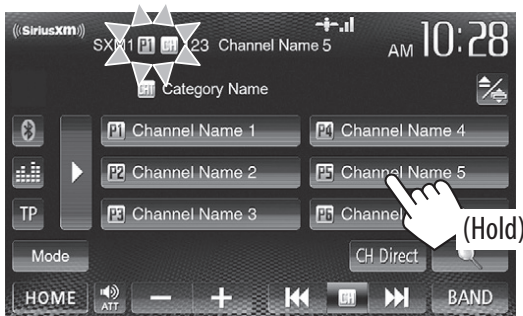 ((SiriusXM))
SXM1 P1 CH 123 Channel Name 5 AM 10:28
CAT Category Name
P1 Channel Name 1
P4 Channel Name 4
P2 Channel Name 2
P5 Channel Name 5
TP
P3 Channel Name 3
P6 Channel
(Hold)
Mode
CH Direct
HOME ATT CH BAND